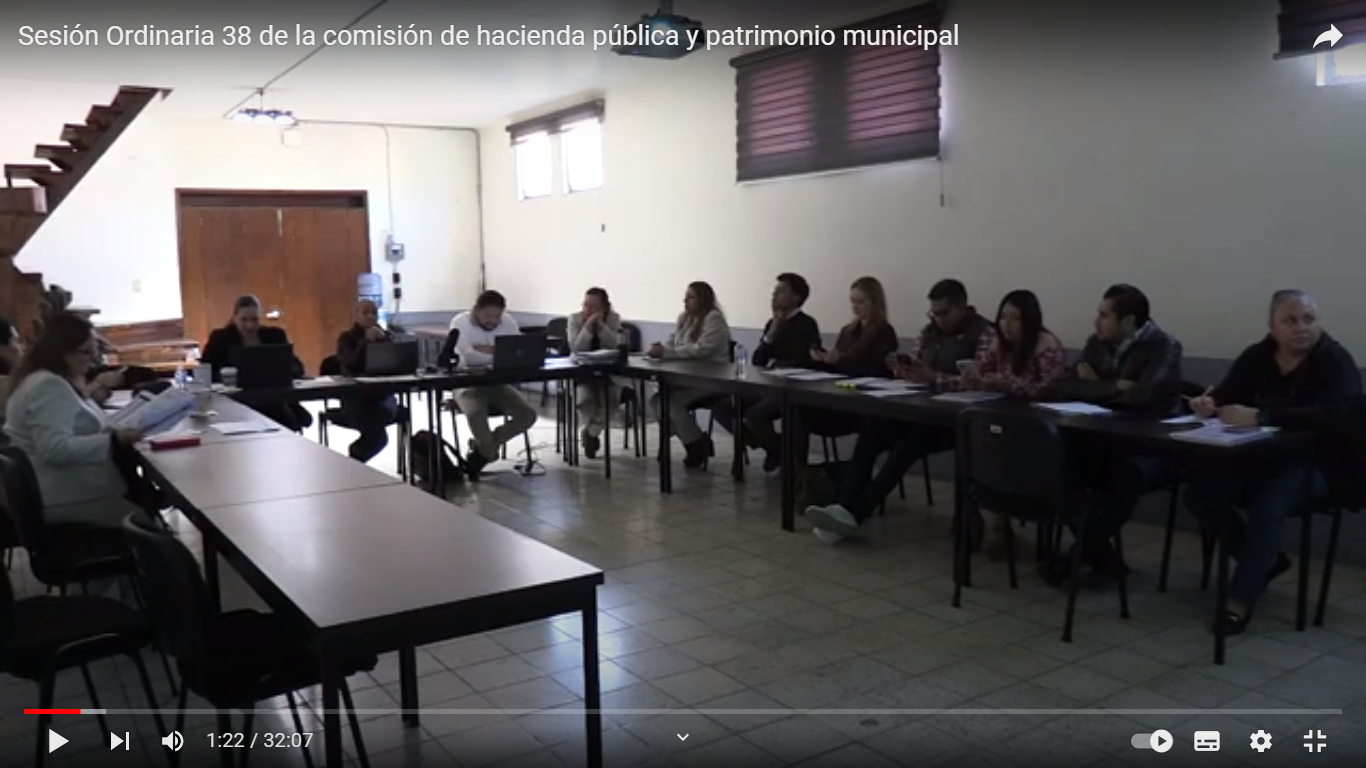 Sesión Ordinaria 38 de la comisión de hacienda pública y patrimonio municipal
1:22 / 32:07